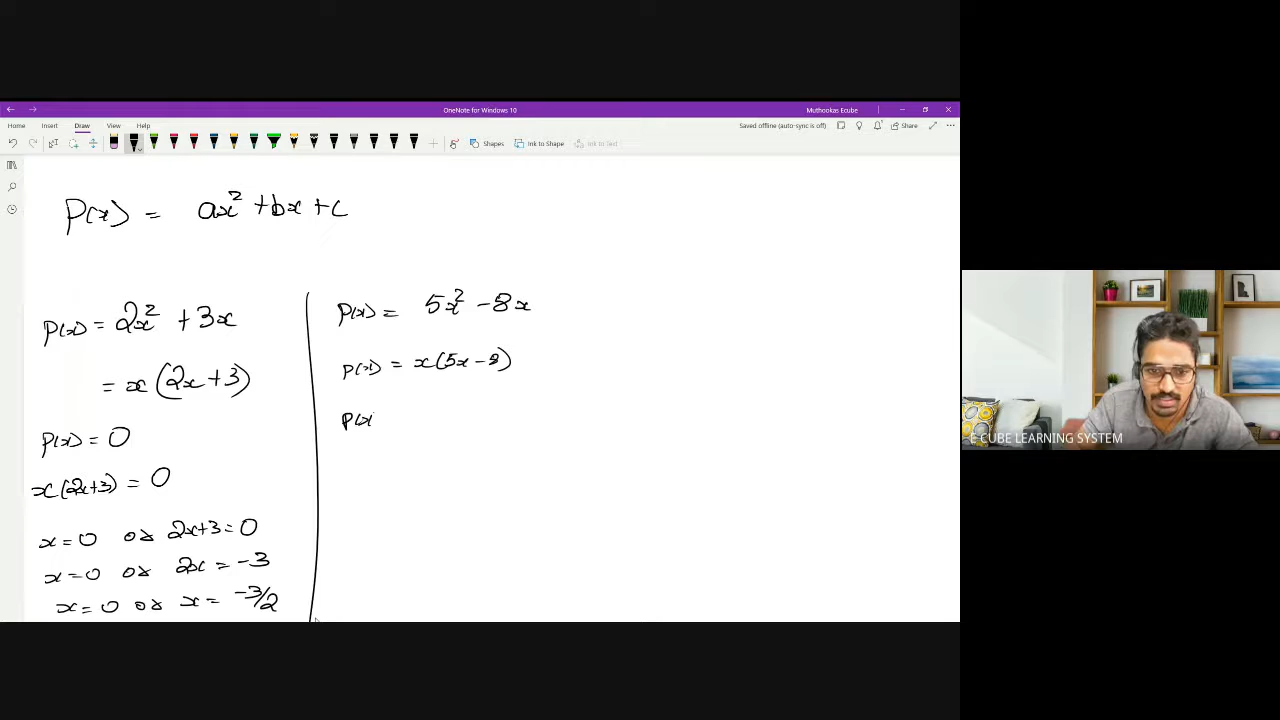 OneNote for Windows 10
Muthookas Ecube
Home Insert Draw View Help
Saved offline (auto-sync is off)
Share
Shapes
Ink to Shape
Ink to Text
P(x) = ax² + bx + c
P(x) = 2x² + 3x
= x(2x+3)
P(x) = 0
x(2x+3) = 0
x=0 or 2x+3=0
x=0 or 2x = -3
x=0 or x = -3/2
P(x) = 5x² - 8x
P(x) = x(5x - 8)
P(x
E CUBE LEARNING SYSTEM